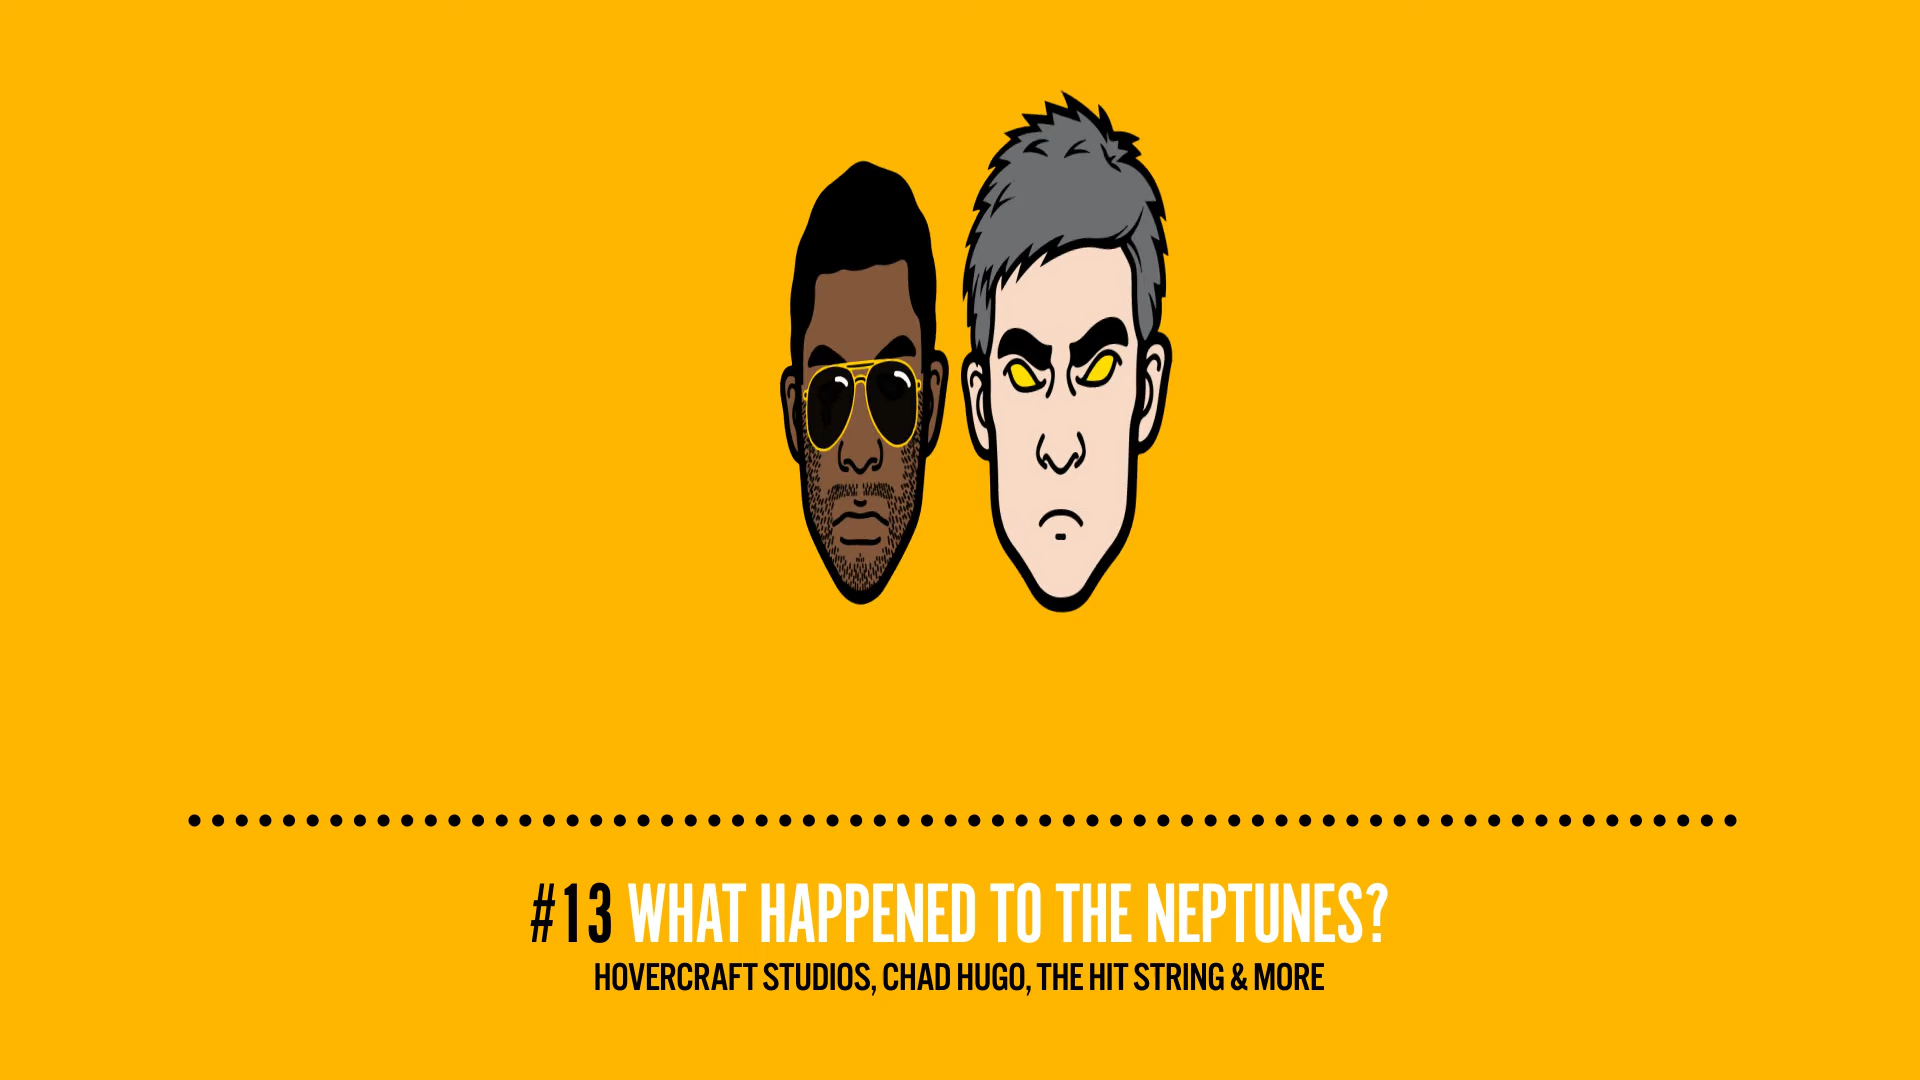 #13 WHAT HAPPENED TO THE NEPTUNES?
HOVERCRAFT STUDIOS, CHAD HUGO, THE HIT STRING & MORE